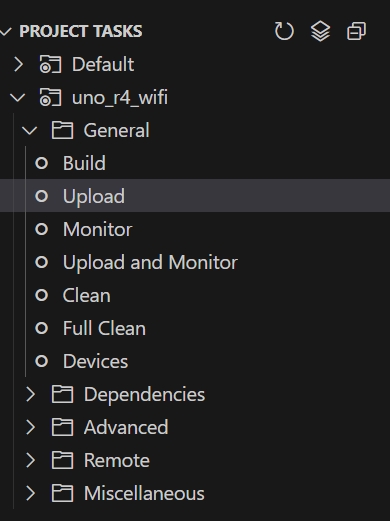 PROJECT TASKS
Default
uno_r4_wifi
General
Build
Upload
Monitor
Upload and Monitor
Clean
Full Clean
Devices
Dependencies
Advanced
Remote
Miscellaneous